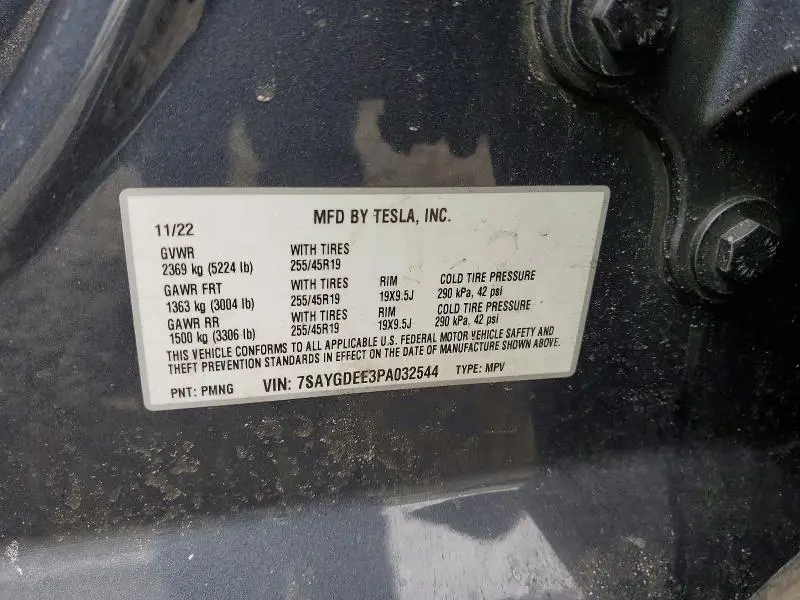 MFD BY TESLA, INC.
11/22
GVWR WITH TIRES
2369 kg (5224 lb) 255/45R19
GAWR FRT WITH TIRES RIM COLD TIRE PRESSURE
1363 kg (3004 lb) 255/45R19 19X9.5J 290 kPa, 42 psi
GAWR RR WITH TIRES RIM COLD TIRE PRESSURE
1500 kg (3306 lb) 255/45R19 19X9.5J 290 kPa, 42 psi
THIS VEHICLE CONFORMS TO ALL APPLICABLE U.S. FEDERAL MOTOR VEHICLE SAFETY AND
THEFT PREVENTION STANDARDS IN EFFECT ON THE DATE OF MANUFACTURE SHOWN ABOVE.
PNT: PMNG VIN: 7SAYGDEE3PA032544 TYPE: MPV